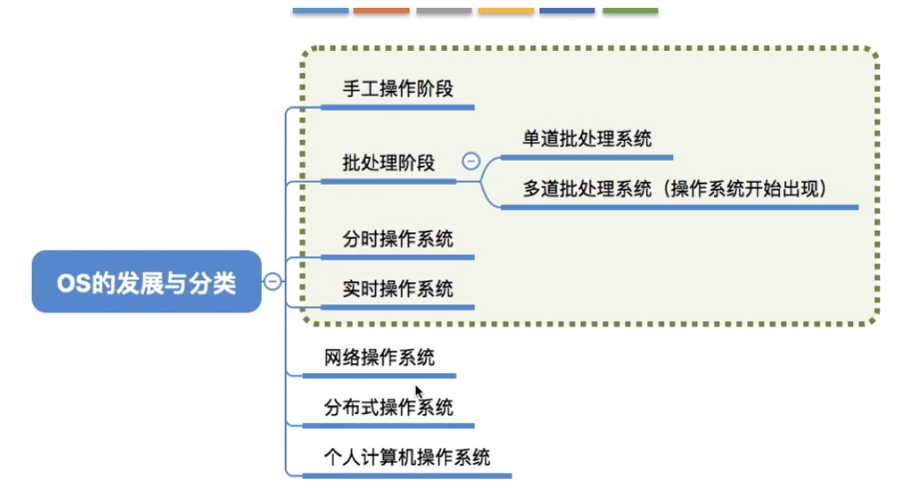 手工操作阶段
单道批处理系统
批处理阶段
多道批处理系统（操作系统开始出现）
分时操作系统
OS的发展与分类
实时操作系统
网络操作系统
分布式操作系统
个人计算机操作系统